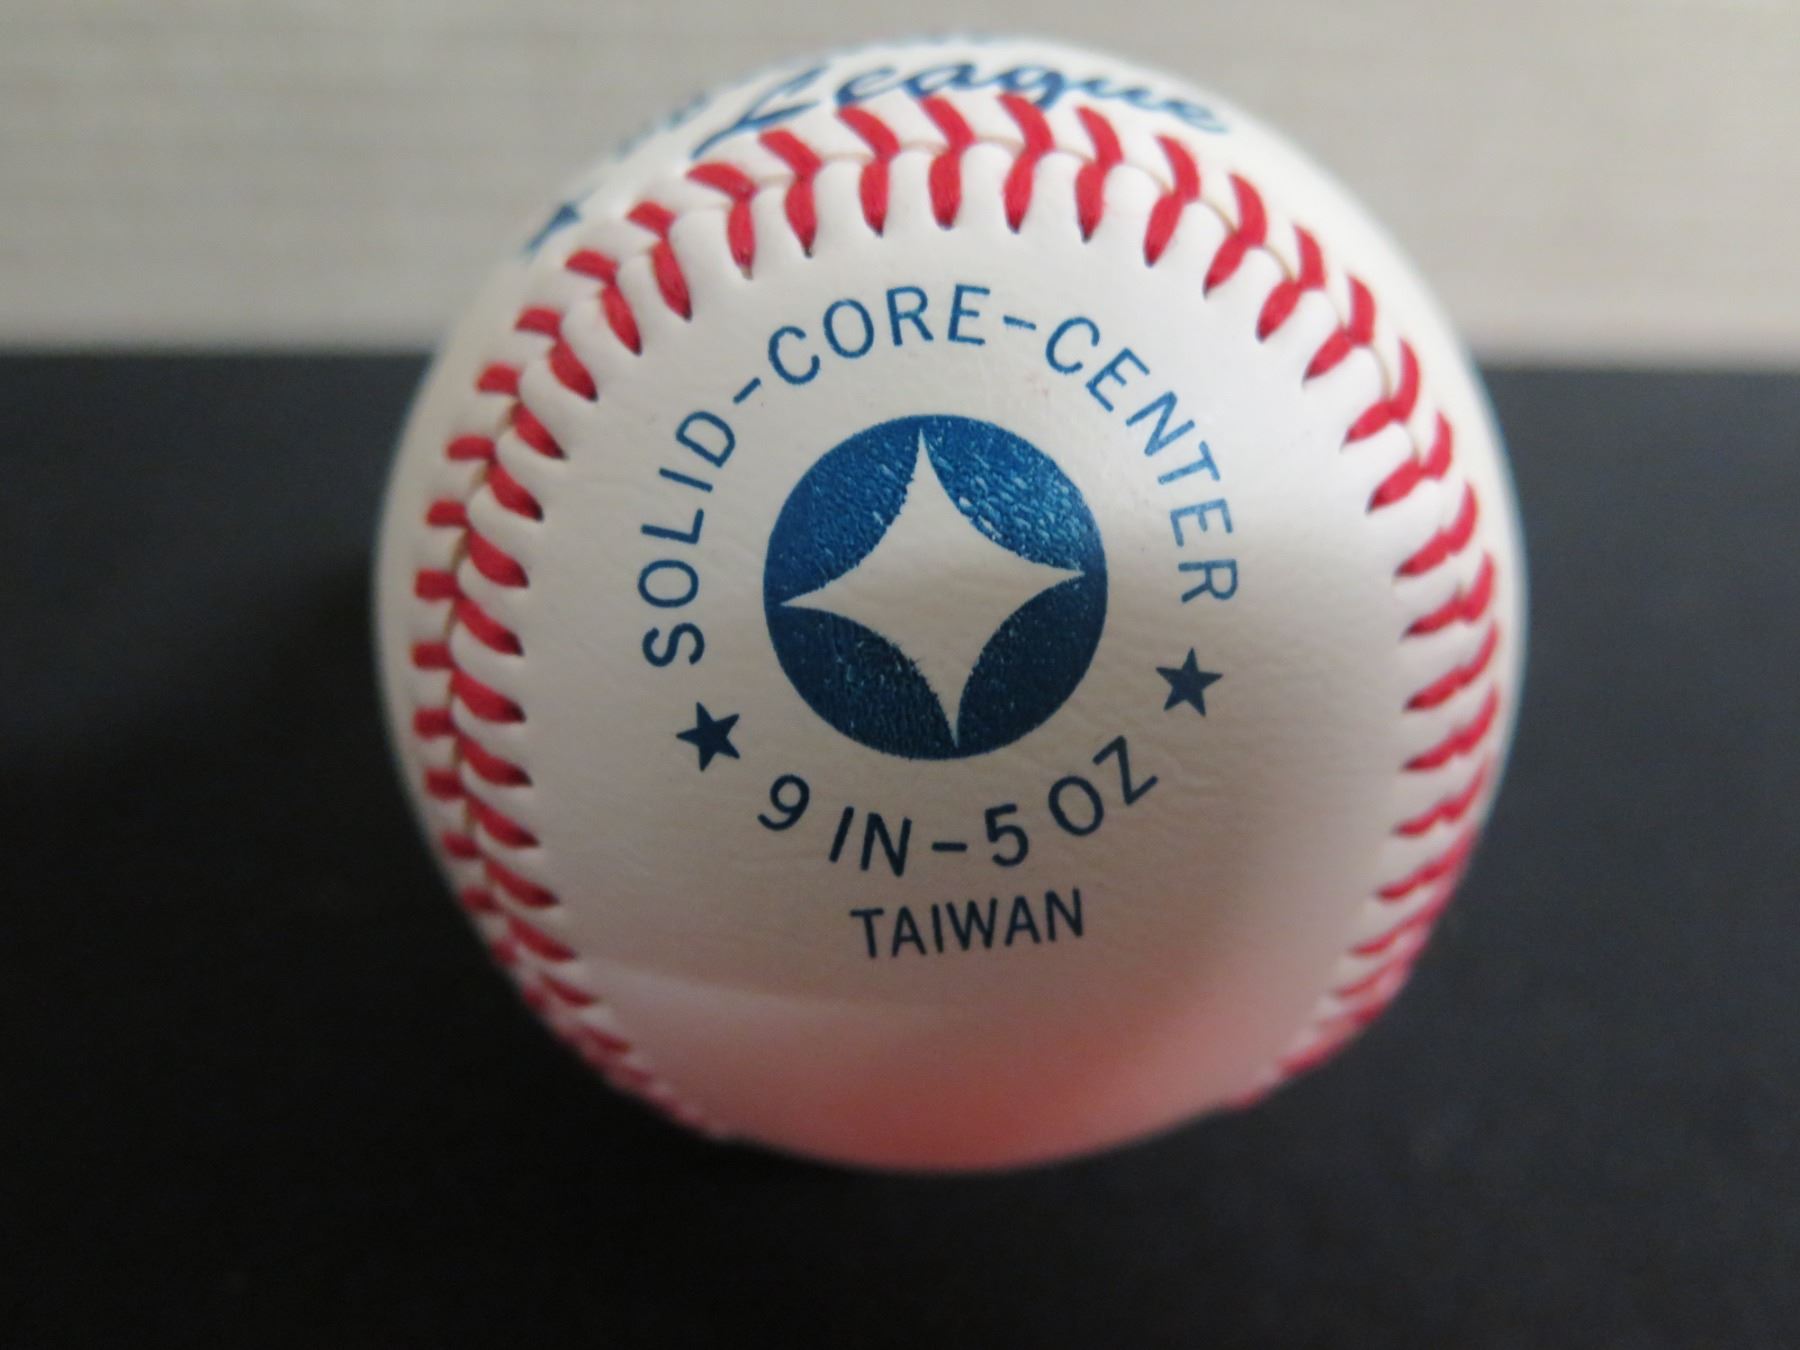 League
SOLID-CORE-CENTER
9 IN-5 OZ
TAIWAN